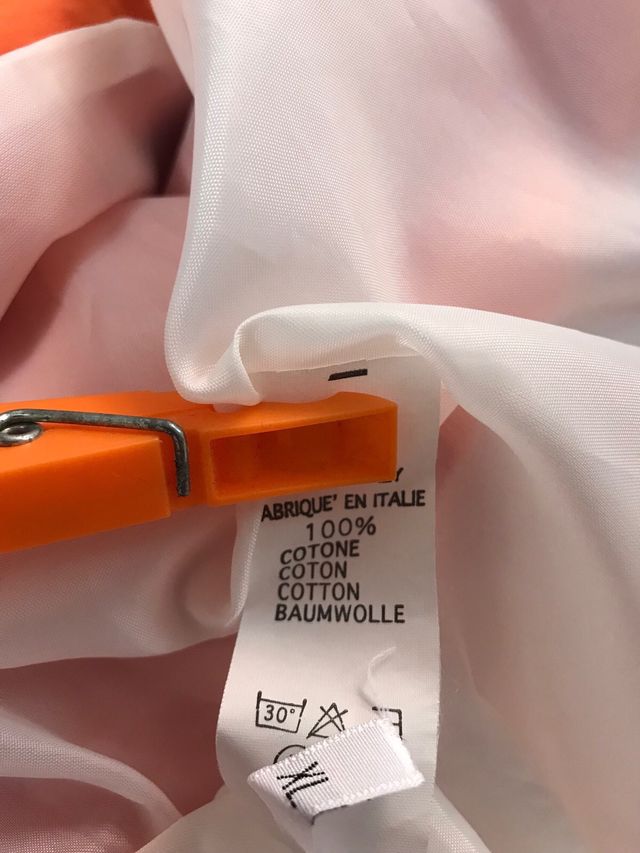 ABRIQUE' EN ITALIE
100%
COTONE
COTON
COTTON
BAUMWOLLE
30°
XL